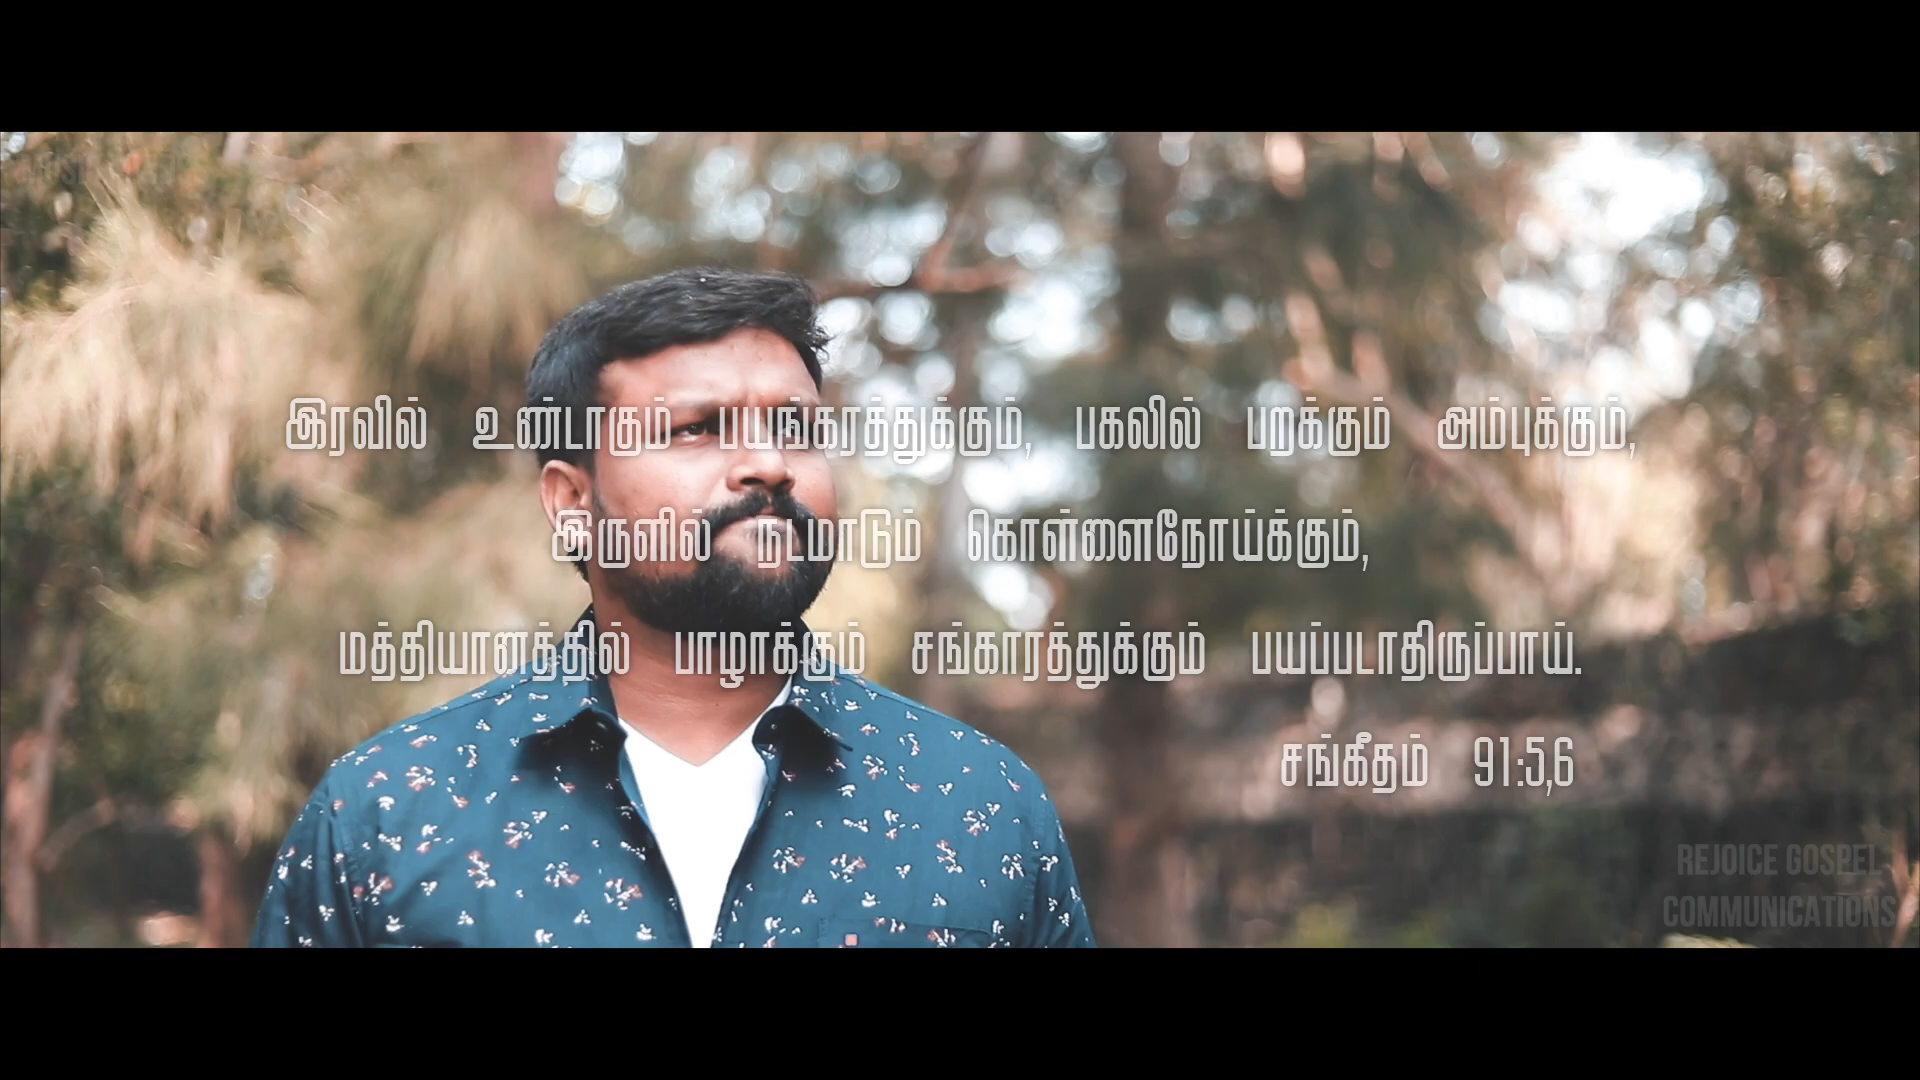 இரவில் உண்டாகும் பயங்கரத்துக்கும், பகலில் பறக்கும் அம்புக்கும்,
இருளில் நடமாடும் கொள்ளைநோய்க்கும்,
மத்தியானத்தில் பாழாக்கும் சங்காரத்துக்கும் பயப்படாதிருப்பாய்.
சங்கீதம் 91:5,6
REJOICE GOSPEL
COMMUNICATIONS